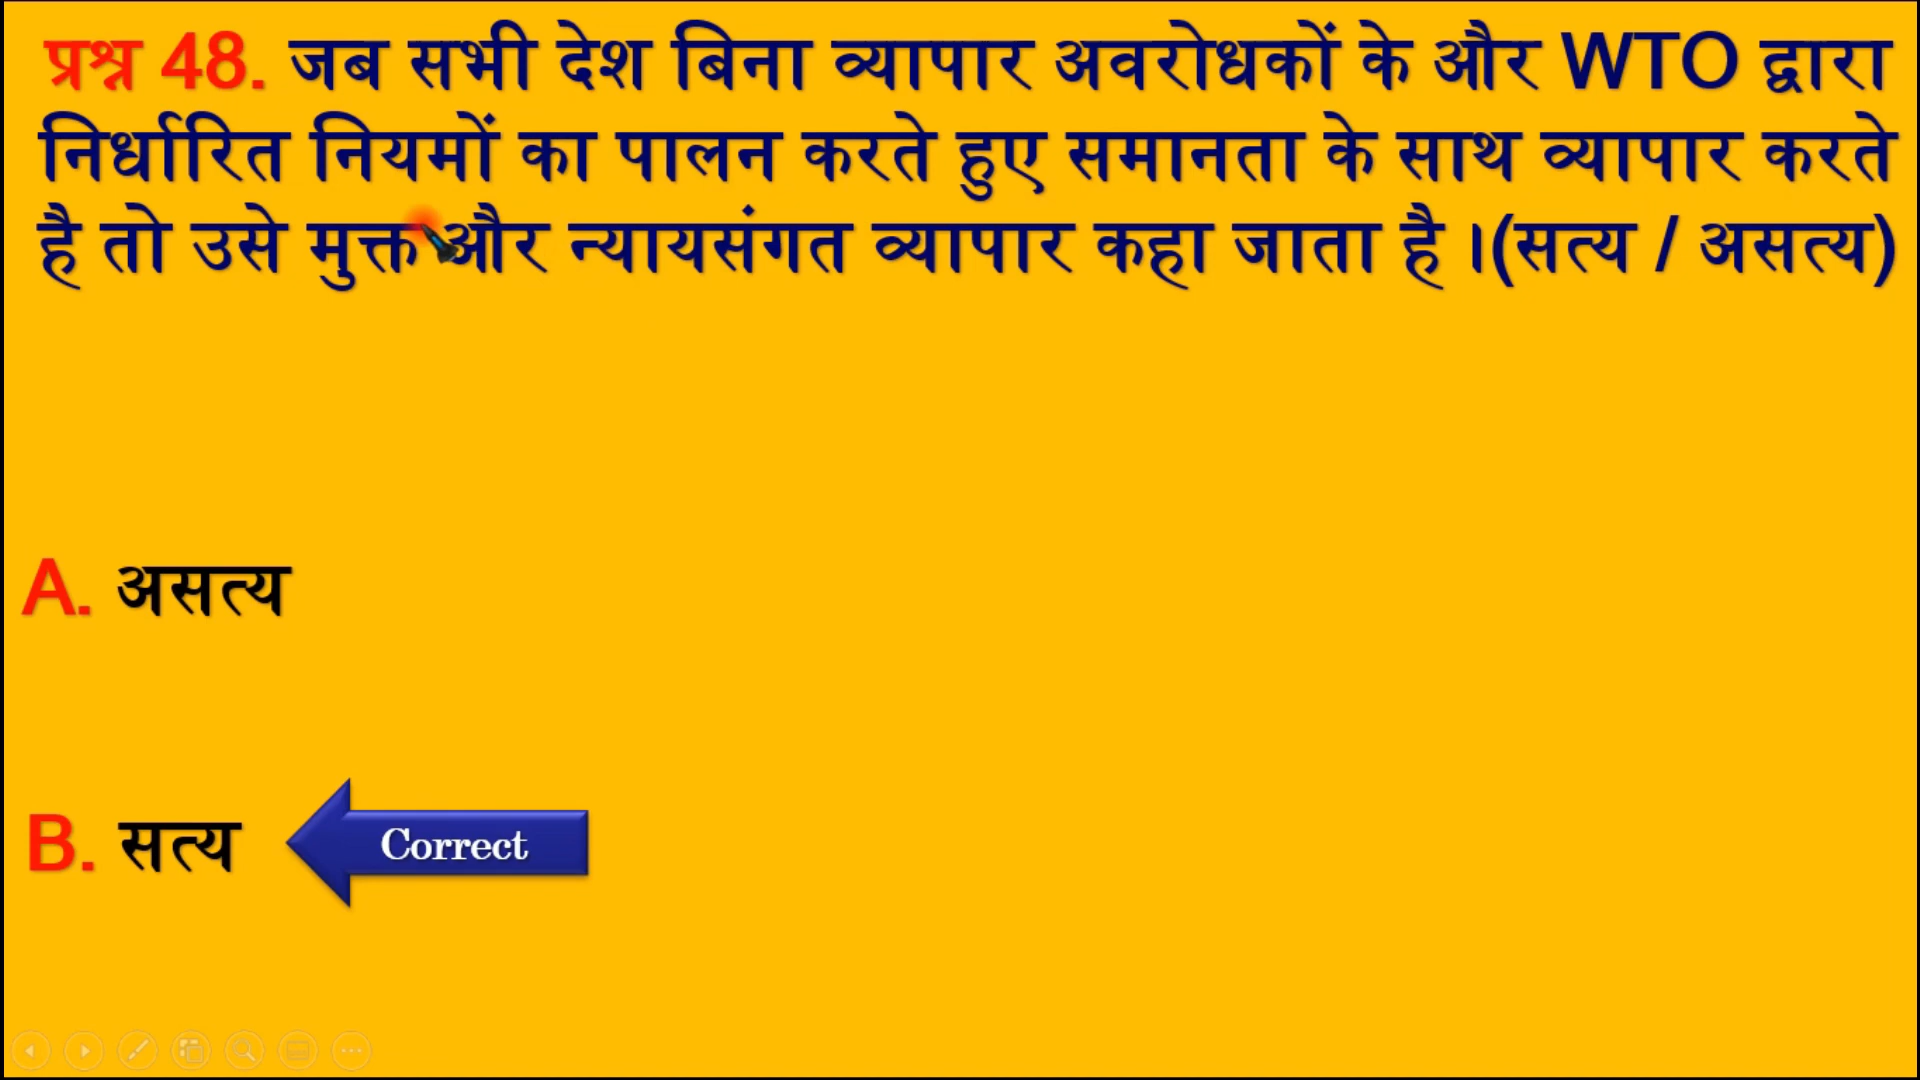 प्रश्न 48. जब सभी देश बिना व्यापार अवरोधकों के और WTO द्वारा
निर्धारित नियमों का पालन करते हुए समानता के साथ व्यापार करते
है तो उसे मुक्त और न्यायसंगत व्यापार कहा जाता है ।(सत्य / असत्य)
A. असत्य
B. सत्य
Correct